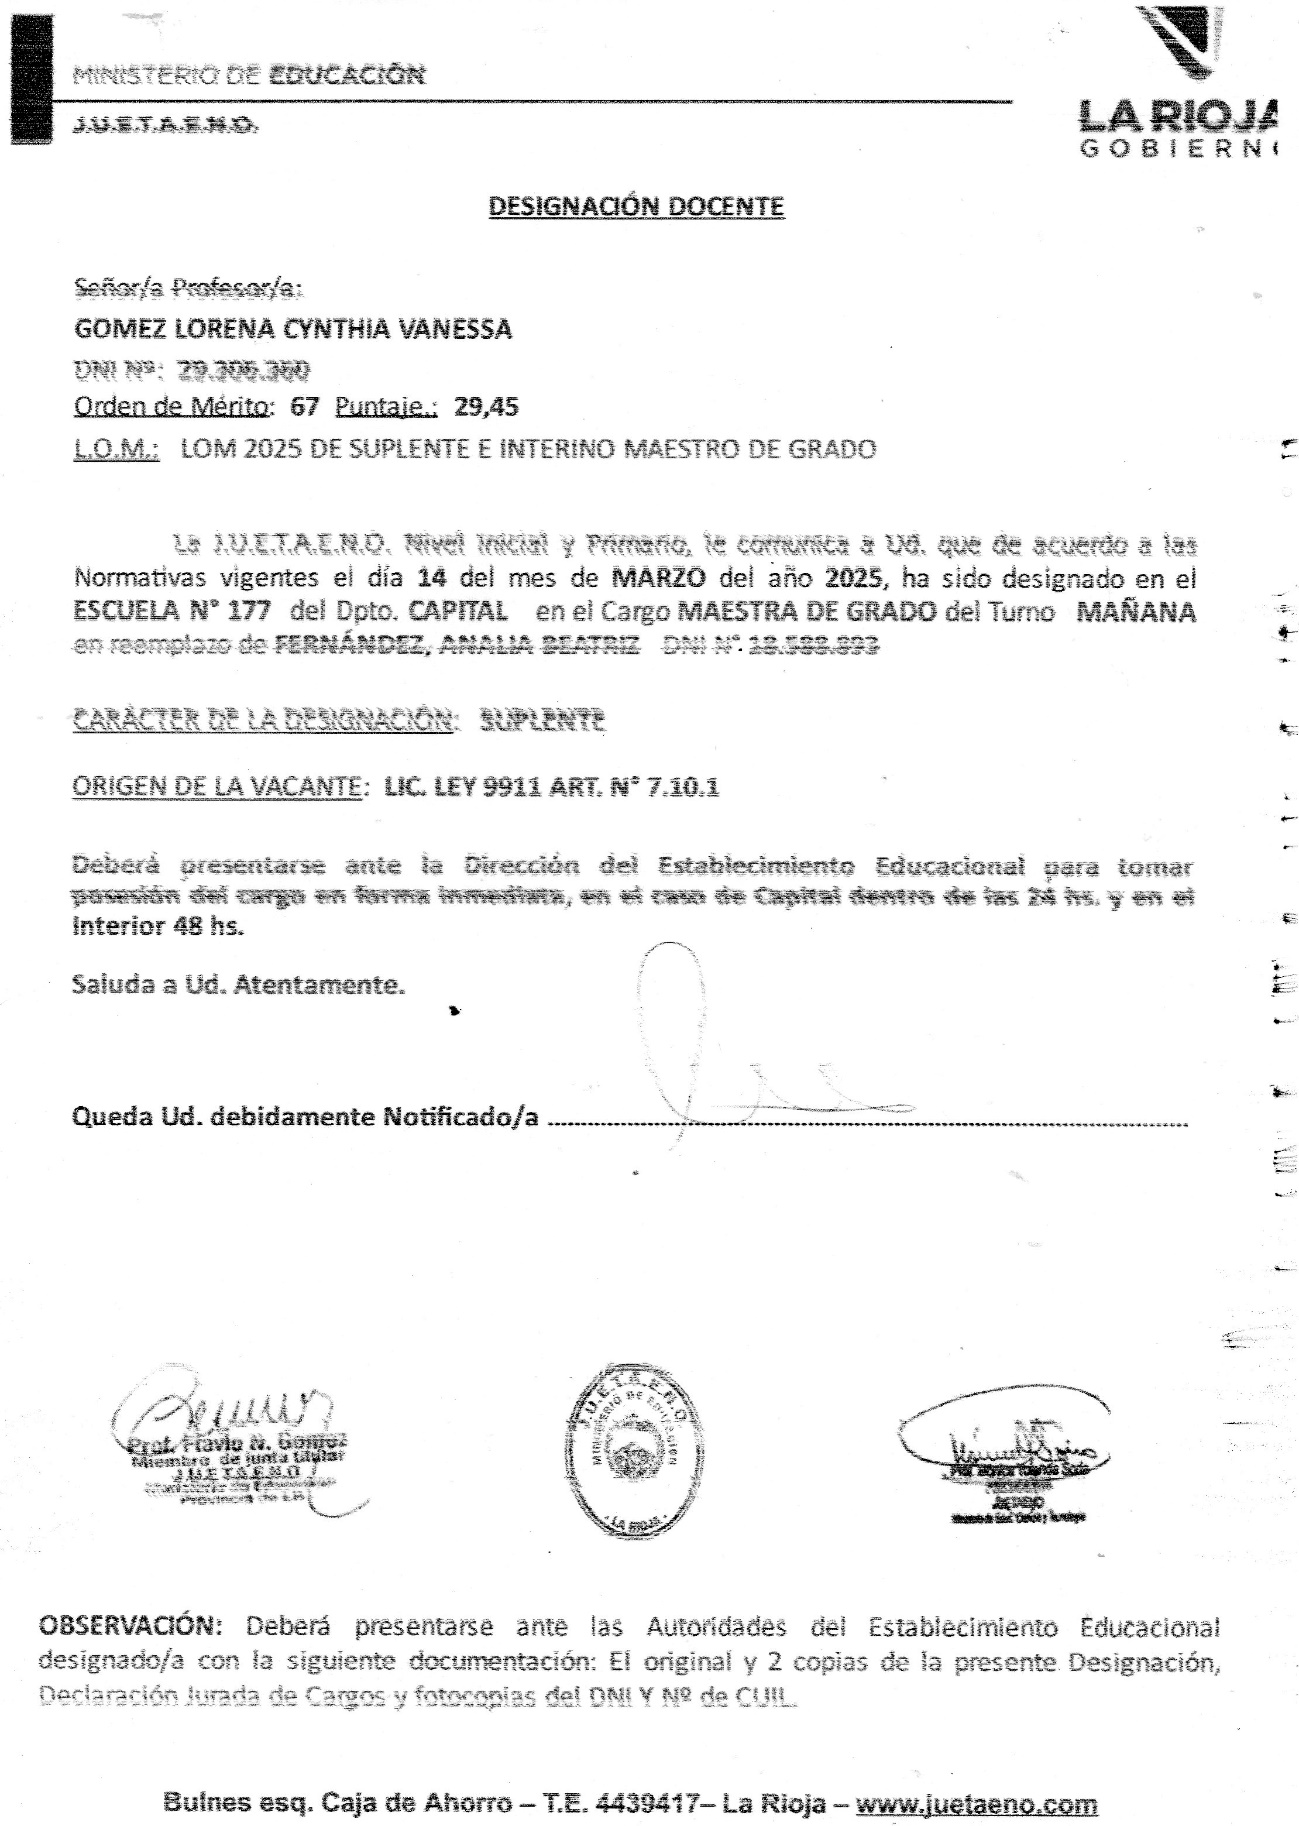 MINISTERIO DE EDUCACIÓN
J.U.E.T.A.E.N.O.
LA RIOJA
GOBIERN
DESIGNACIÓN DOCENTE
Señor/a Profesor/a:
GOMEZ LORENA CYNTHIA VANESSA
DNI Nº: 29.306.360
Orden de Mérito: 67 Puntaje.: 29,45
L.O.M.: LOM 2025 DE SUPLENTE E INTERINO MAESTRO DE GRADO
La J.U.E.T.A.E.N.O. Nivel Inicial y Primario, le comunica a Ud. que de acuerdo a las
Normativas vigentes el día 14 del mes de MARZO del año 2025, ha sido designado en el
ESCUELA N° 177 del Dpto. CAPITAL en el Cargo MAESTRA DE GRADO del Turno MAÑANA
en reemplazo de FERNÁNDEZ, ANALIA BEATRIZ DNI N° 18.588.893
CARÁCTER DE LA DESIGNACIÓN: SUPLENTE
ORIGEN DE LA VACANTE: LIC. LEY 9911 ART. N° 7.10.1
Deberá presentarse ante la Dirección del Establecimiento Educacional para tomar
posesión del cargo en forma inmediata, en el caso de Capital dentro de las 24 hs. y en el
Interior 48 hs.
Saluda a Ud. Atentamente.
Queda Ud. debidamente Notificado/a
Prof. Flavio N. Gomez
Miembro de junta titular
J.U.E.T.A.E.N.O
Provincia de
J.U.E.T.A.E.N.O
MINISTERIO DE EDUCACION
LA RIOJA
OBSERVACIÓN: Deberá presentarse ante las Autoridades del Establecimiento Educacional
designado/a con la siguiente documentación: El original y 2 copias de la presente Designación,
Declaración Jurada de Cargos y fotocopias del DNI Y Nº de CUIL.
Bulnes esq. Caja de Ahorro – T.E. 4439417– La Rioja – www.juetaeno.com